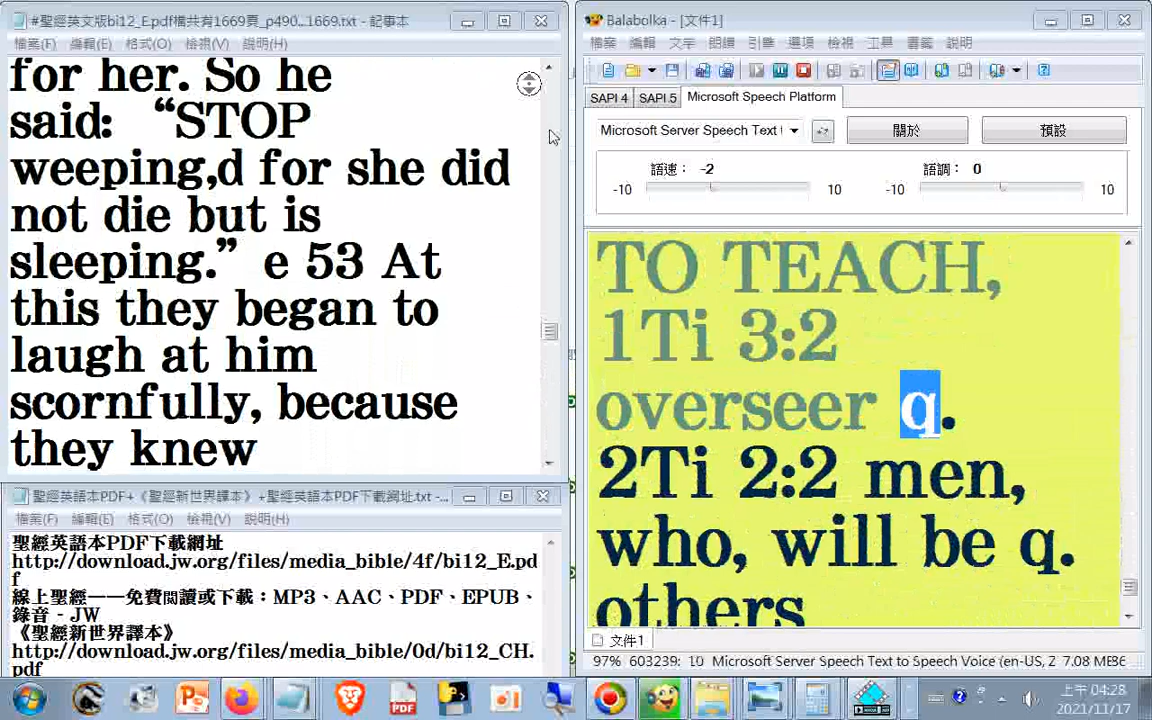 #聖經英文版bi12_E.pdf檔共有1669頁_p490...1669.txt - 記事本
檔案(F) 編輯(E) 格式(O) 檢視(V) 說明(H)
for her. So he
said: “STOP
weeping,d for she did
not die but is
sleeping.” e 53 At
this they began to
laugh at him
scornfully, because
they knew
聖經英語本PDF+《聖經新世界譯本》+聖經英語本PDF下載網址.txt -...
檔案(F) 編輯(E) 格式(O) 檢視(V) 說明(H)
聖經英語本PDF下載網址
http://download.jw.org/files/media_bible/4f/bi12_E.pd
f
線上聖經──免費閱讀或下載：MP3、AAC、PDF、EPUB、
錄音 - JW
《聖經新世界譯本》
http://download.jw.org/files/media_bible/0d/bi12_CH.
pdf
Balabolka - [文件1]
檔案 編輯 文字 朗讀 引擎 選項 檢視 工具 書籤 說明
SAPI 4 SAPI 5 Microsoft Speech Platform
Microsoft Server Speech Text 關於 預設
語速： -2 語調： 0
-10 10 -10 10
TO TEACH,
1Ti 3:2
overseer q.
2Ti 2:2 men,
who, will be q.
others
文件1
97% 603239: 10 Microsoft Server Speech Text to Speech Voice (en-US, Z 7.08 MB
上午 04:28
2021/11/17